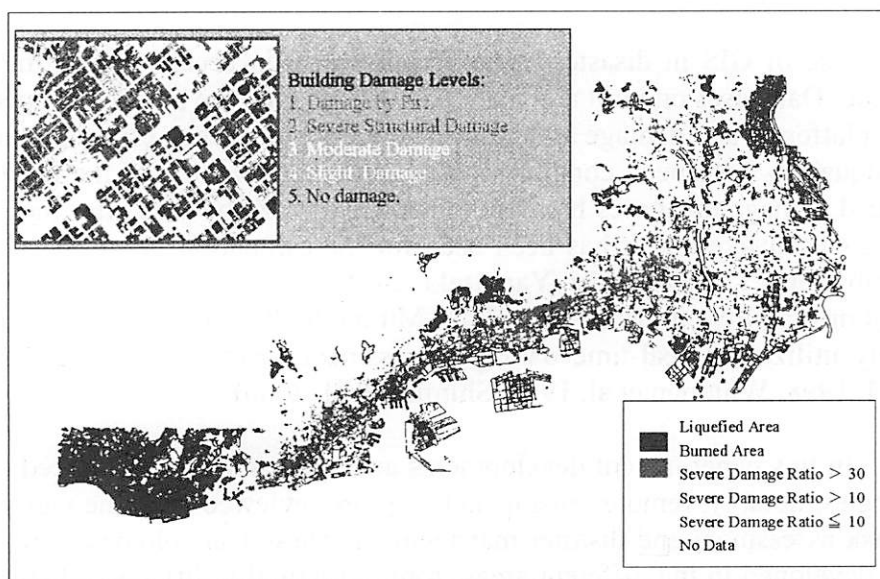 Building Damage Levels:
1. Damage by Fire.
2. Severe Structural Damage
3. Moderate Damage
4. Slight Damage
5. No damage.
Liquefied Area
Burned Area
Severe Damage Ratio > 30
Severe Damage Ratio > 10
Severe Damage Ratio ≦ 10
No Data